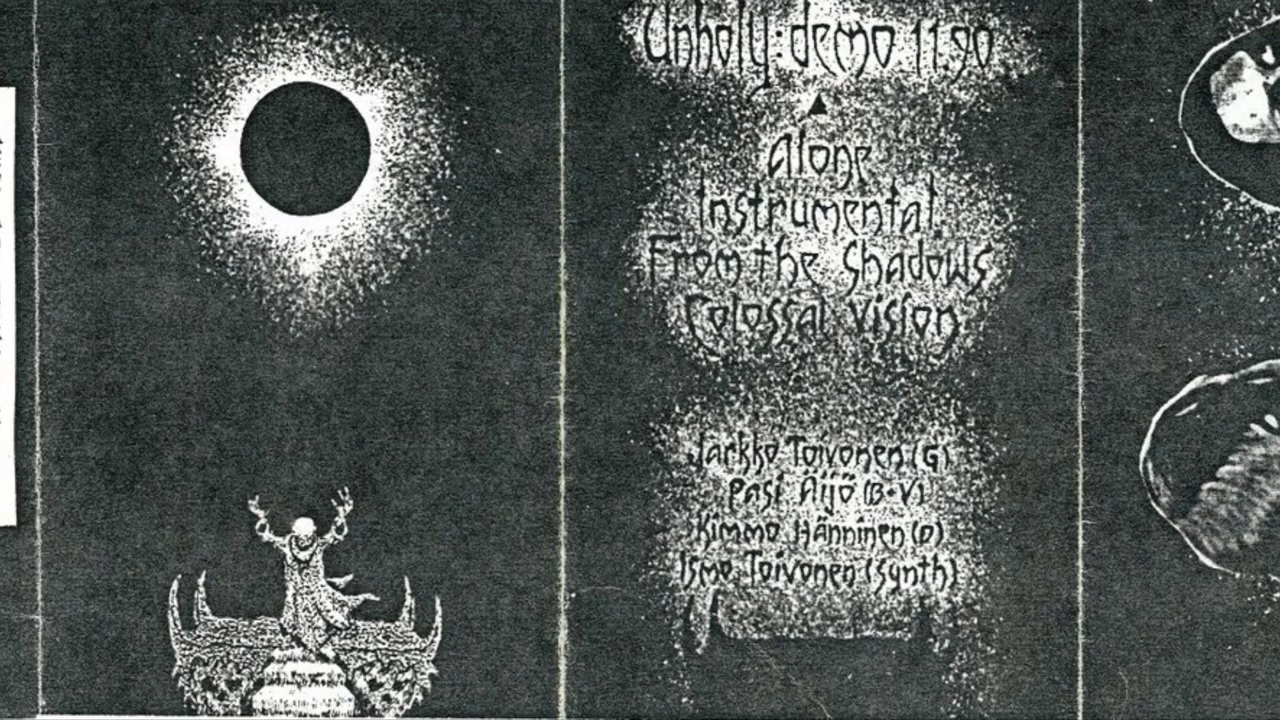 Unholy: demo 11.90
Alone
Instrumental
From the Shadows
Colossal Vision
Jarkko Toivonen (G)
Pasi Äijö (B+V)
Kimmo Hänninen (D)
Ismo Toivonen (Synth)